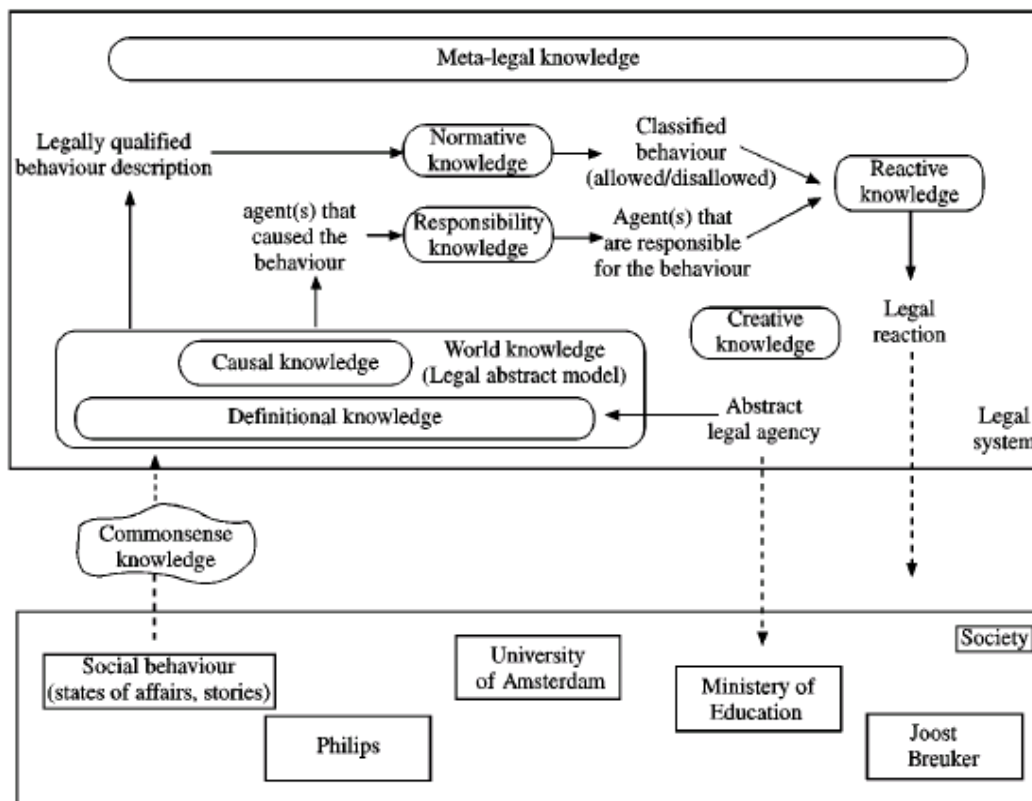 Meta-legal knowledge
Legally qualified
behaviour description
Normative
knowledge
Classified
behaviour
(allowed/disallowed)
Reactive
knowledge
agent(s) that
caused the
behaviour
Responsibility
knowledge
Agent(s) that
are responsible
for the behaviour
Creative
knowledge
Legal
reaction
Causal knowledge
World knowledge
(Legal abstract model)
Definitional knowledge
Abstract
legal agency
Legal
system
Commonsense
knowledge
Society
Social behaviour
(states of affairs, stories)
University
of Amsterdam
Ministery of
Education
Philips
Joost
Breuker